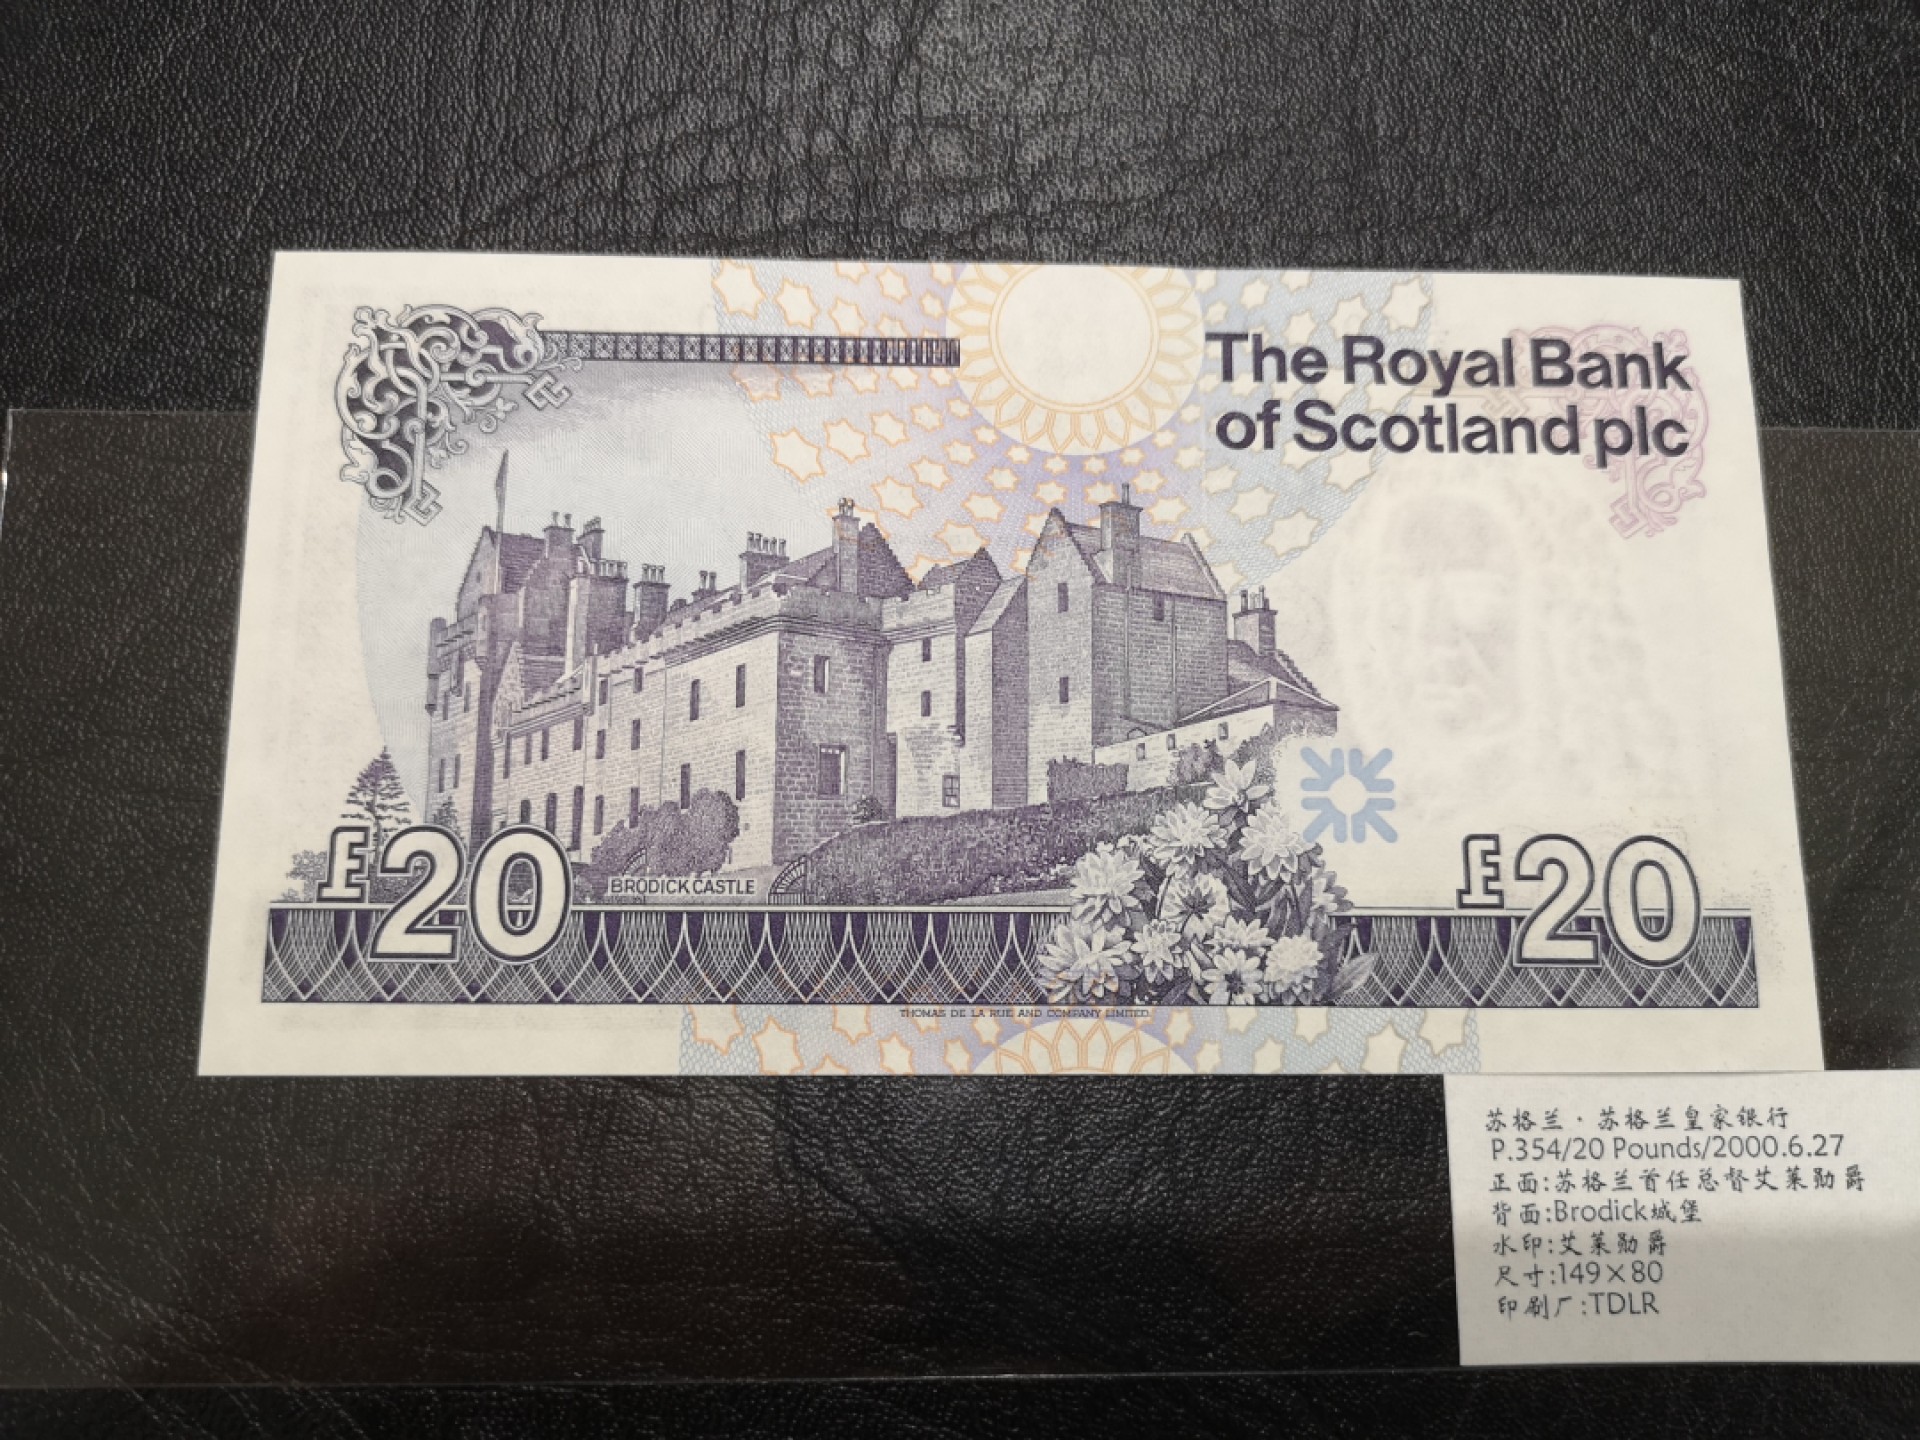 The Royal Bank
of Scotland plc
BRODICK CASTLE
£20
£20
THOMAS DE LA RUE AND COMPANY LIMITED.
苏格兰·苏格兰皇家银行
P.354/20 Pounds/2000.6.27
正面:苏格兰首任总督艾莱勋爵
背面:Brodick城堡
水印:艾莱勋爵
尺寸:149×80
印刷厂:TDLR